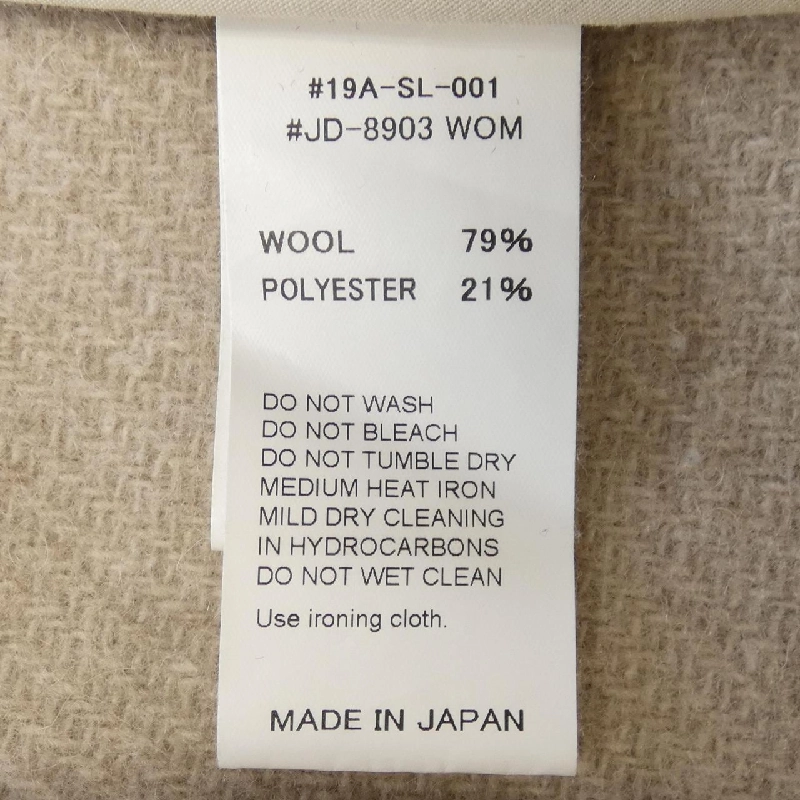 #19A-SL-001
#JD-8903 WOM
WOOL 79%
POLYESTER 21%
DO NOT WASH
DO NOT BLEACH
DO NOT TUMBLE DRY
MEDIUM HEAT IRON
MILD DRY CLEANING
IN HYDROCARBONS
DO NOT WET CLEAN
Use ironing cloth.
MADE IN JAPAN